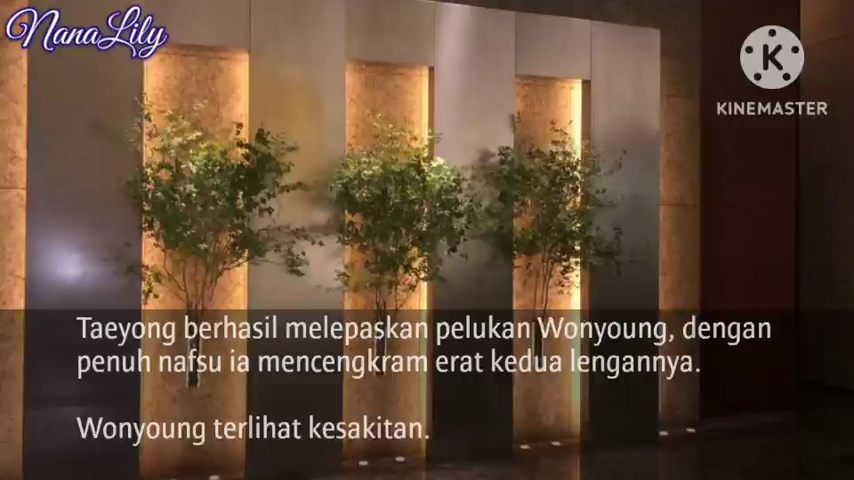 NanaLily
KINEMASTER
Taeyong berhasil melepaskan pelukan Wonyoung, dengan
penuh nafsu ia mencengkram erat kedua lengannya.
Wonyoung terlihat kesakitan.